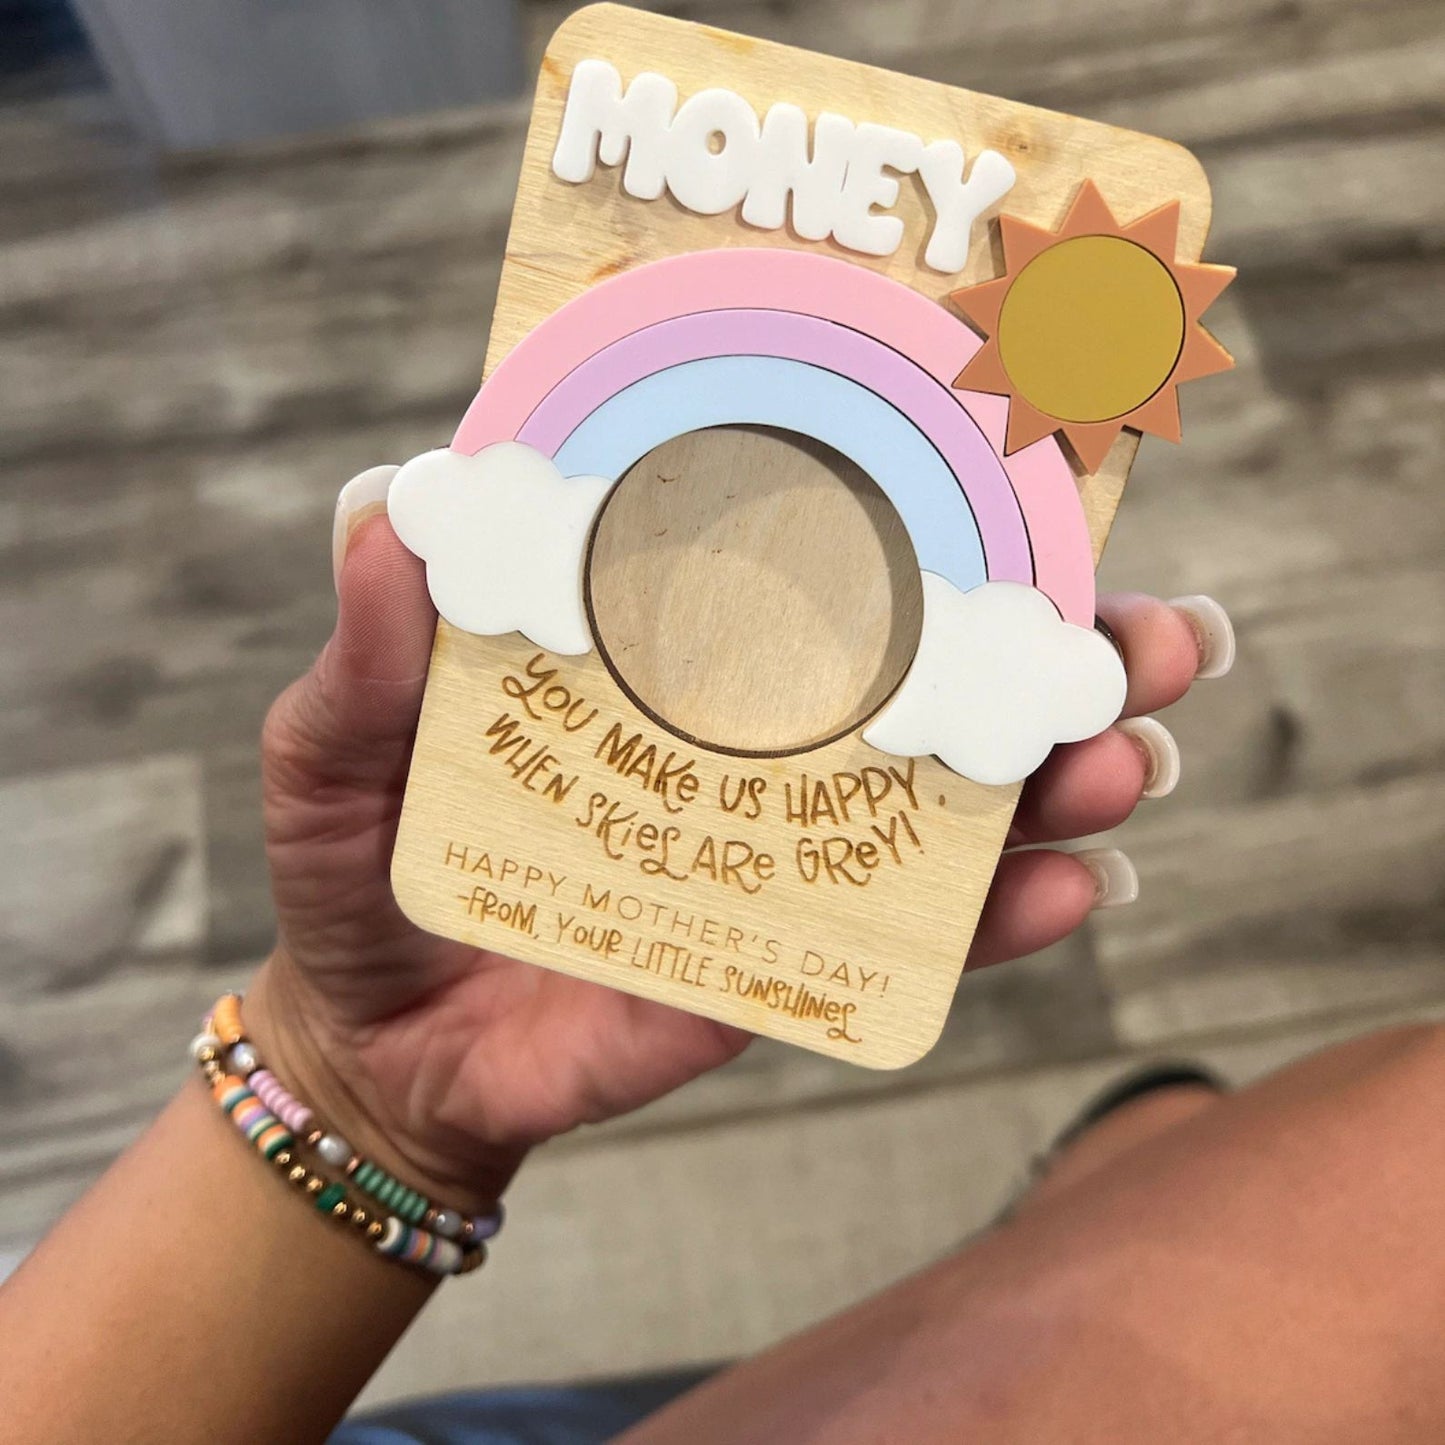 MONEY
YOU MAKE US HAPPY,
WHEN SKIES ARE GREY!
HAPPY MOTHER'S DAY!
-FROM, YOUR LITTLE SUNSHINES